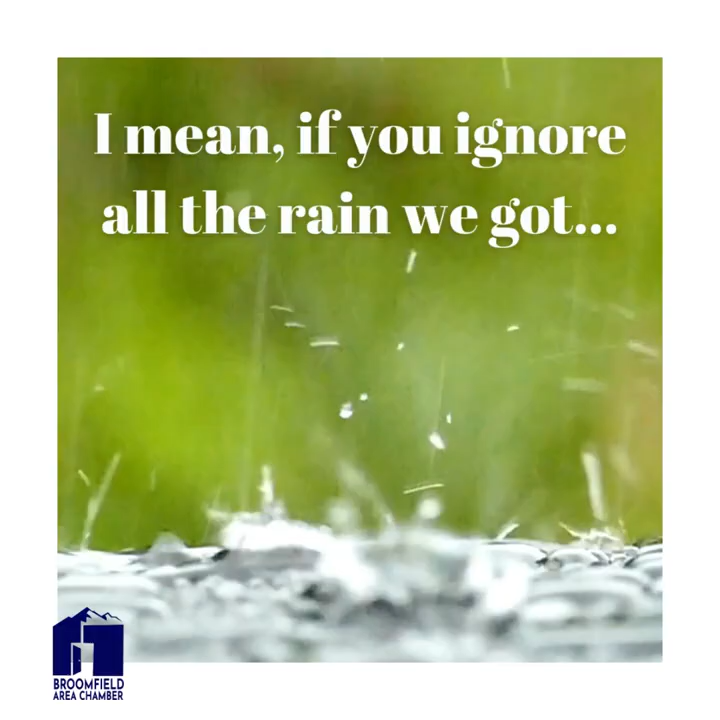 I mean, if you ignore
all the rain we got...
BROOMFIELD
AREA CHAMBER